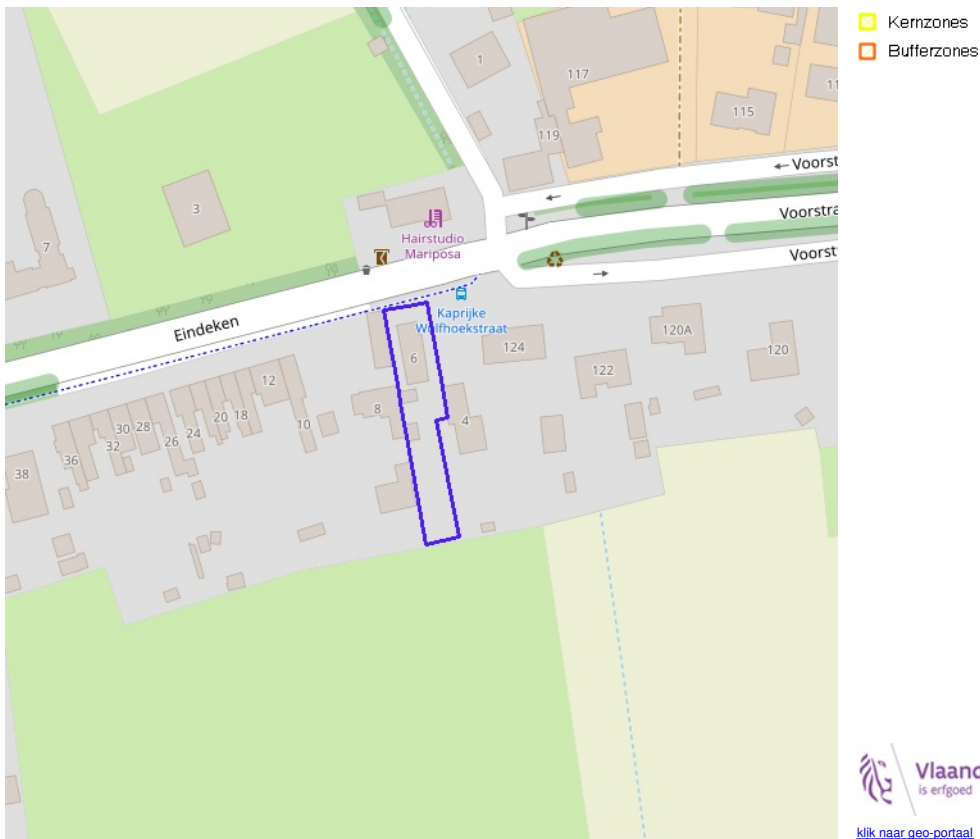 Kernzones
Bufferzones
1
117
11
115
119
Voorst
3
Voorstra
Hairstudio
Mariposa
7
Voorst
Eindeken
Kaprijke
Wolfhoekstraat
120A
6
124
120
122
12
8
4
10
18
20
24
26
28
30
32
36
38
Vlaand
is erfgoed
klik naar geo-portaal